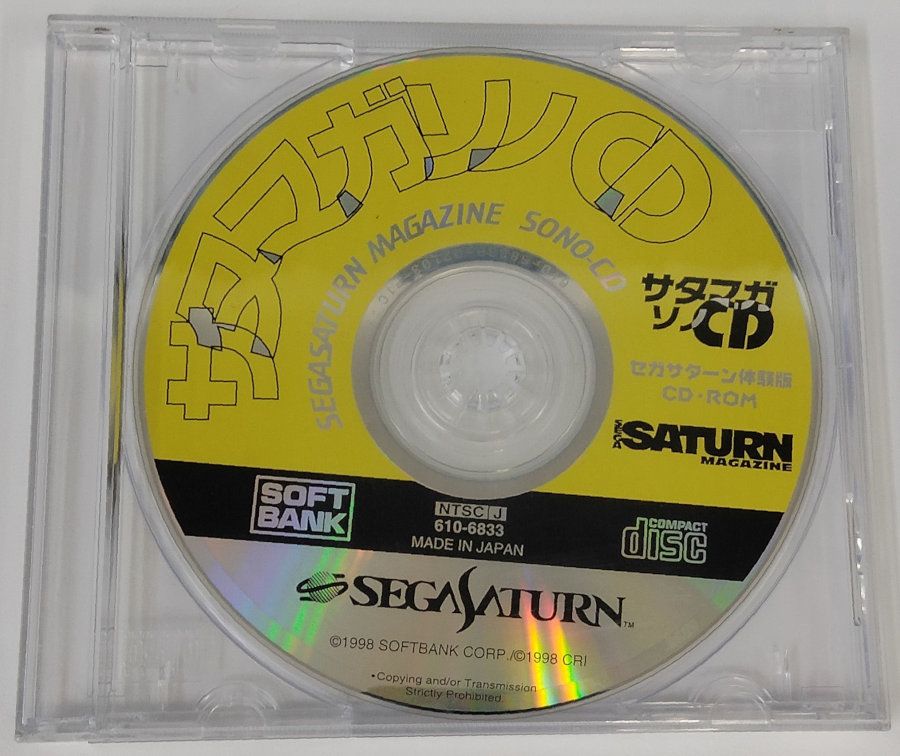 サタマガソノCD
SEGASATURN MAGAZINE SONO-CD
サタマガ
ソノCD
セガサターン体験版
CD・ROM
SEGA SATURN
MAGAZINE
SOFT
BANK
NTSC J
610-6833
MADE IN JAPAN
COMPACT
disc
SEGA SATURN™
©1998 SOFTBANK CORP./©1998 CRI
•Copying and/or Transmission
Strictly Prohibited.